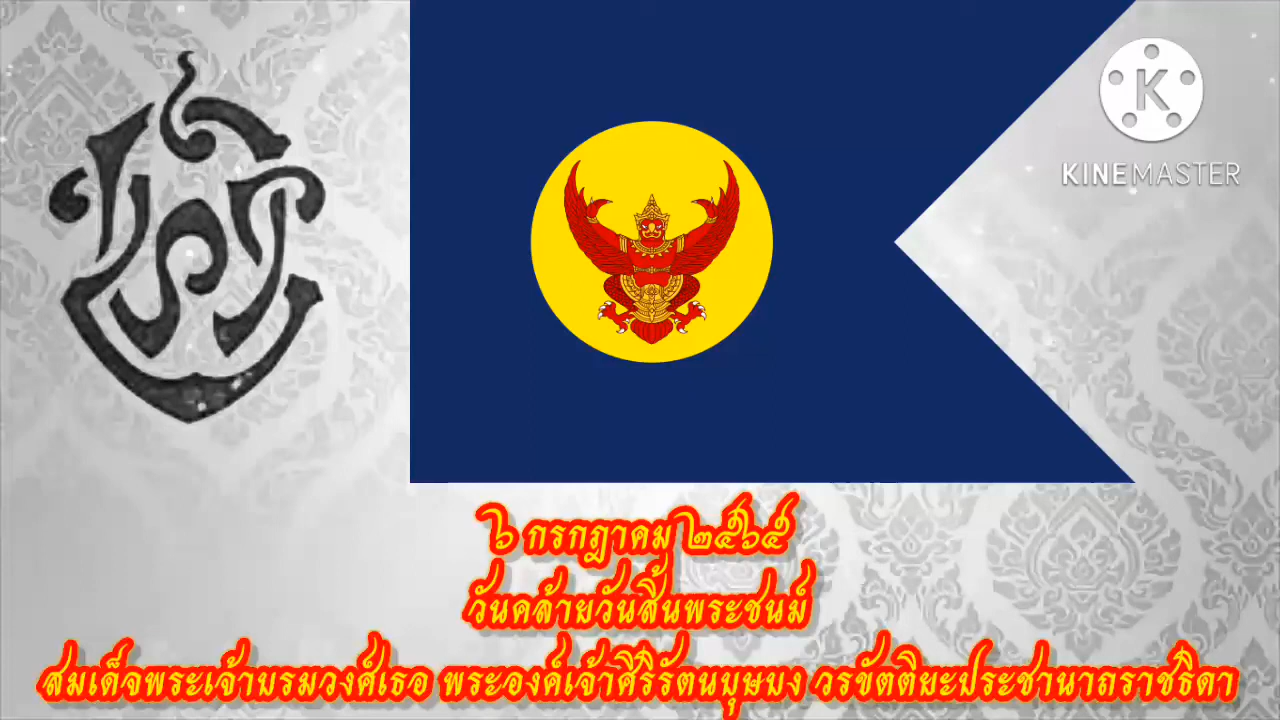 K
KINEMASTER
๖ กรกฎาคม ๒๕๖๕
วันคล้ายวันสิ้นพระชนม์
สมเด็จพระเจ้าบรมวงศ์เธอ พระองค์เจ้าศิริรัตนบุษบง วรขัตติยะประชานาถราชธิดา